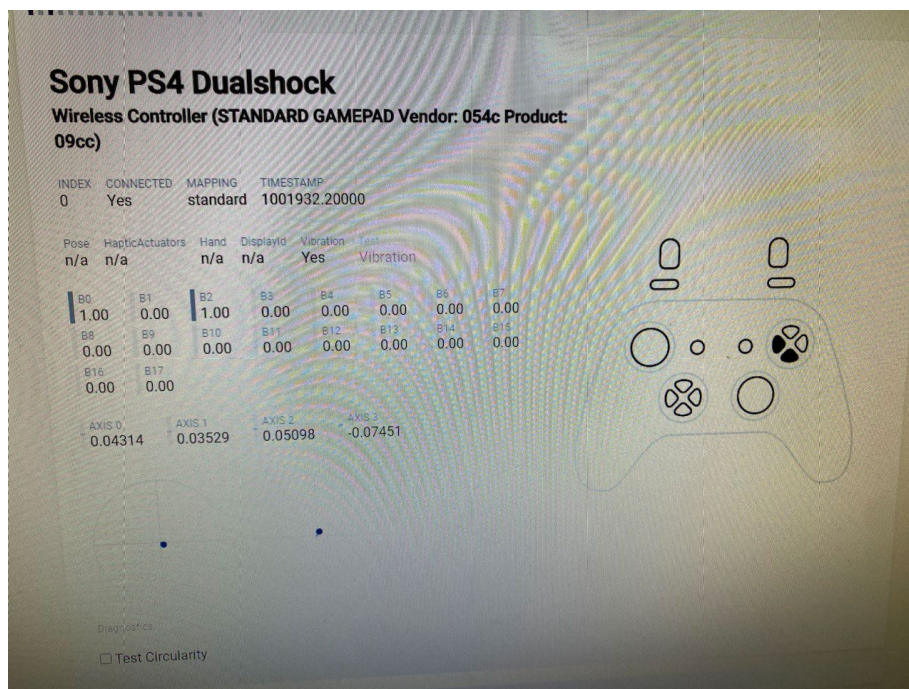 Sony PS4 Dualshock
Wireless Controller (STANDARD GAMEPAD Vendor: 054c Product:
09cc)
INDEX CONNECTED MAPPING TIMESTAMP
0 Yes standard 1001932.20000
Pose HapticActuators Hand DisplayId Vibration Test
n/a n/a n/a n/a Yes Vibration
B0 B1 B2 B3 B4 B5 B6 B7
1.00 0.00 1.00 0.00 0.00 0.00 0.00 0.00
B8 B9 B10 B11 B12 B13 B14 B15
0.00 0.00 0.00 0.00 0.00 0.00 0.00 0.00
B16 B17
0.00 0.00
AXIS 0 AXIS 1 AXIS 2 AXIS 3
0.04314 0.03529 0.05098 -0.07451
Diagnostics
Test Circularity